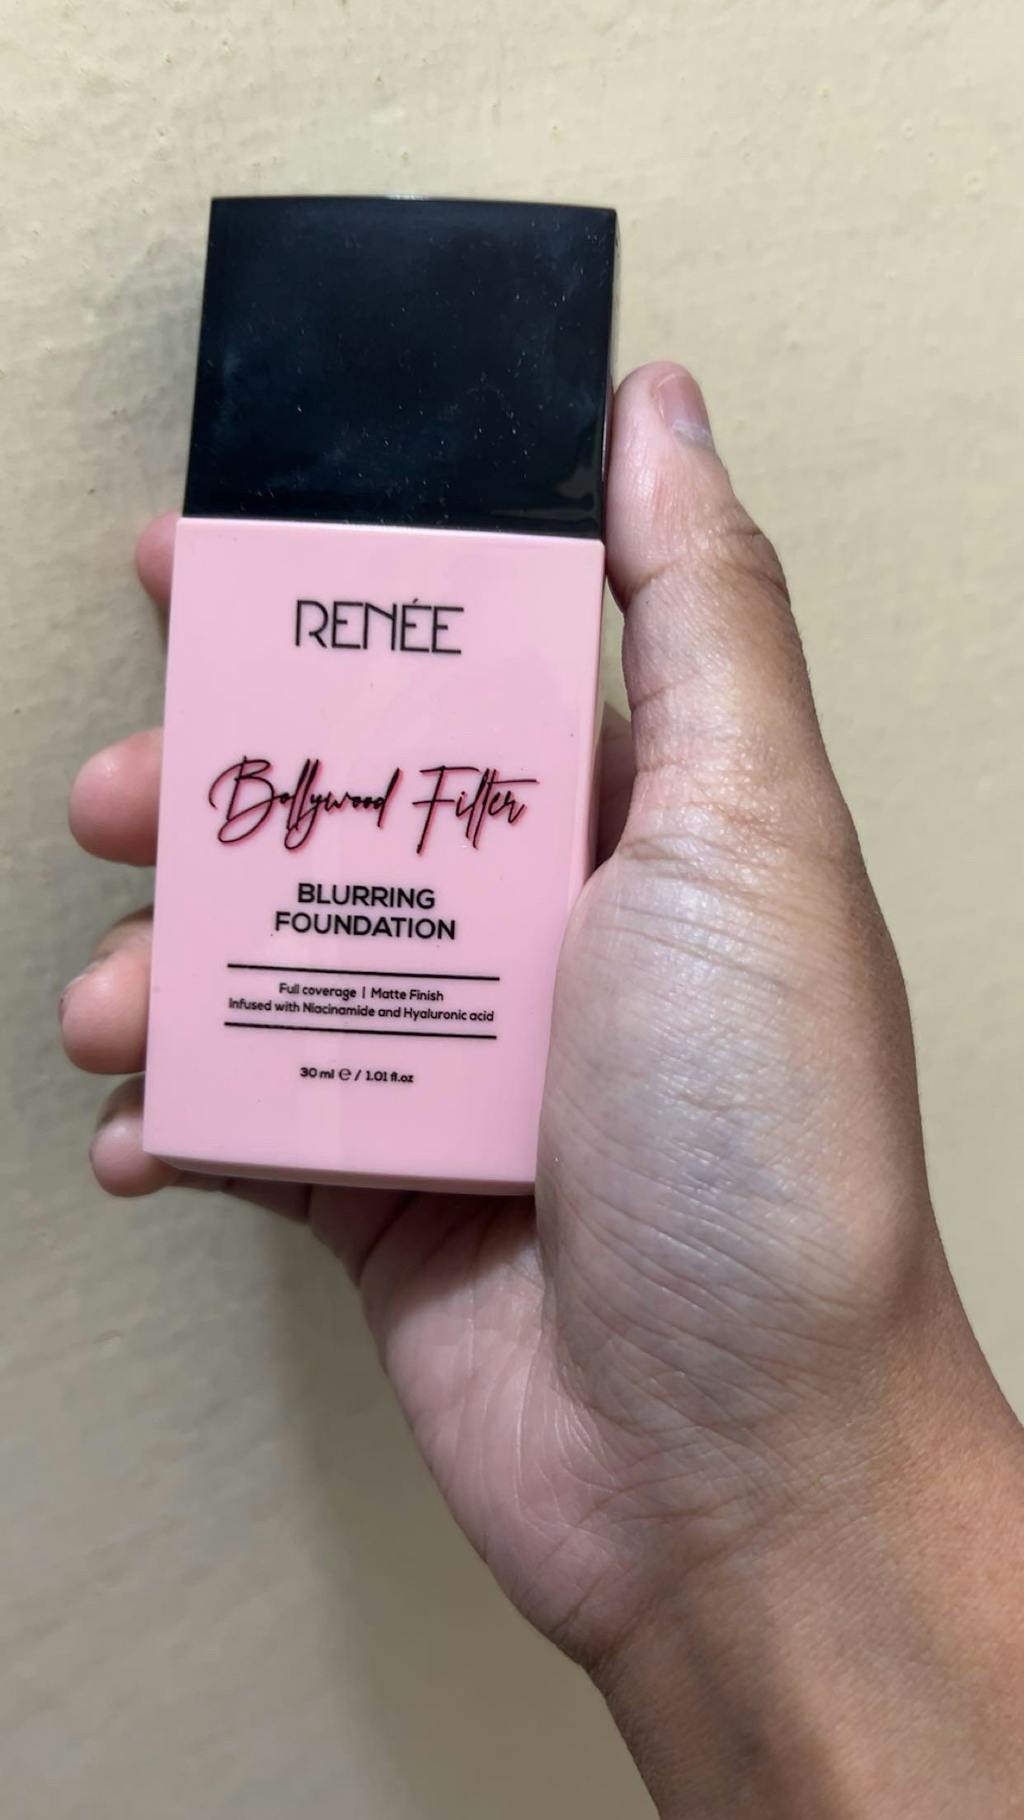 RENÉE
Bollywood Filter
BLURRING
FOUNDATION
Full coverage | Matte Finish
Infused with Niacinamide and Hyaluronic acid
30 ml ℮ / 1.01 fl.oz